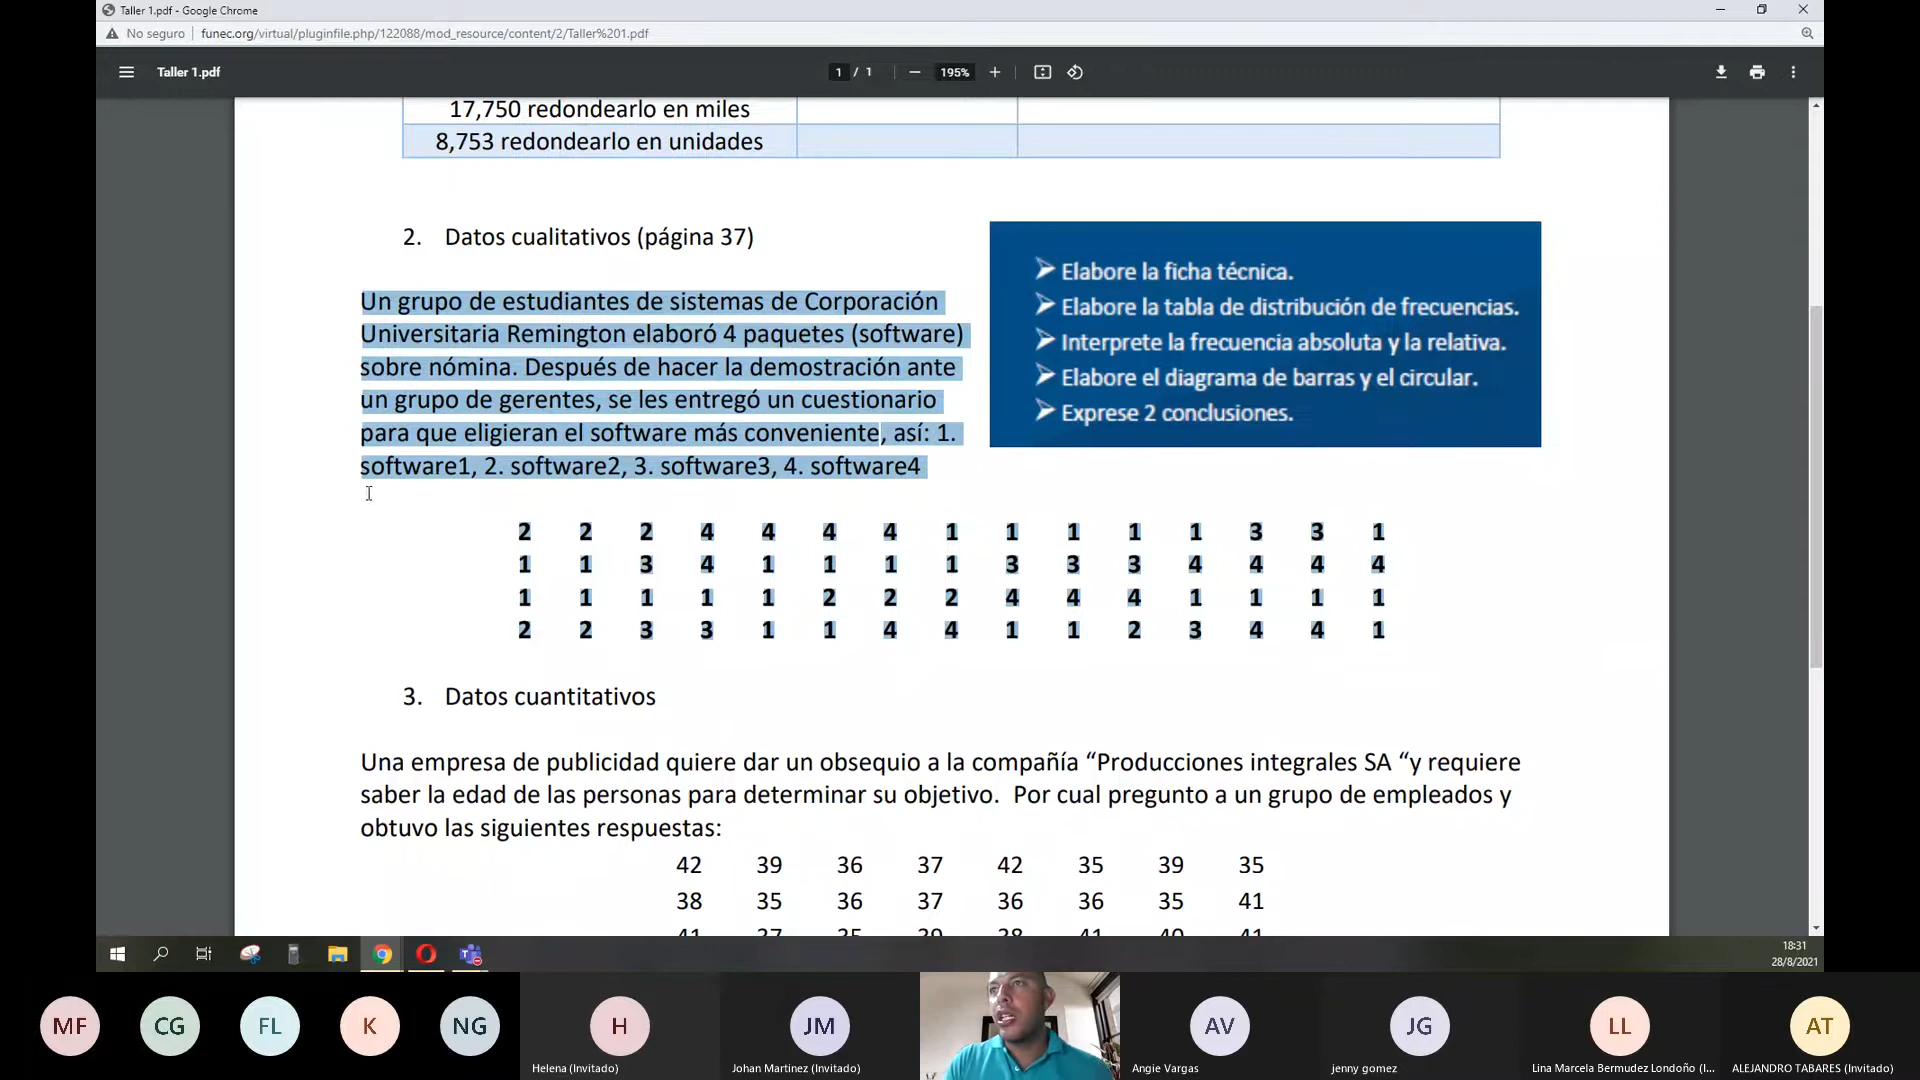 Taller 1.pdf - Google Chrome
No seguro funec.org/virtual/pluginfile.php/122088/mod_resource/content/2/Taller%201.pdf
Taller 1.pdf
1 / 1
195%
17,750 redondearlo en miles
8,753 redondearlo en unidades
2. Datos cualitativos (página 37)
Un grupo de estudiantes de sistemas de Corporación
Universitaria Remington elaboró 4 paquetes (software)
sobre nómina. Después de hacer la demostración ante
un grupo de gerentes, se les entregó un cuestionario
para que eligieran el software más conveniente, así: 1.
software1, 2. software2, 3. software3, 4. software4
Elabore la ficha técnica.
Elabore la tabla de distribución de frecuencias.
Interprete la frecuencia absoluta y la relativa.
Elabore el diagrama de barras y el circular.
Exprese 2 conclusiones.
2 2 2 4 4 4 4 1 1 1 1 1 3 3 1
1 1 3 4 1 1 1 1 3 3 3 4 4 4 4
1 1 1 1 1 2 2 2 4 4 4 1 1 1 1
2 2 3 3 1 1 4 4 1 1 2 3 4 4 1
3. Datos cuantitativos
Una empresa de publicidad quiere dar un obsequio a la compañía “Producciones integrales SA “y requiere
saber la edad de las personas para determinar su objetivo. Por cual pregunto a un grupo de empleados y
obtuvo las siguientes respuestas:
42 39 36 37 42 35 39 35
38 35 36 37 36 36 35 41
41 37 35 39 38 41 40 41
18:31
28/8/2021
MF CG FL K NG H JM AV JG LL AT
Helena (Invitado)
Johan Martinez (Invitado)
Angie Vargas
jenny gomez
Lina Marcela Bermudez Londoño (I...
ALEJANDRO TABARES (Invitado)